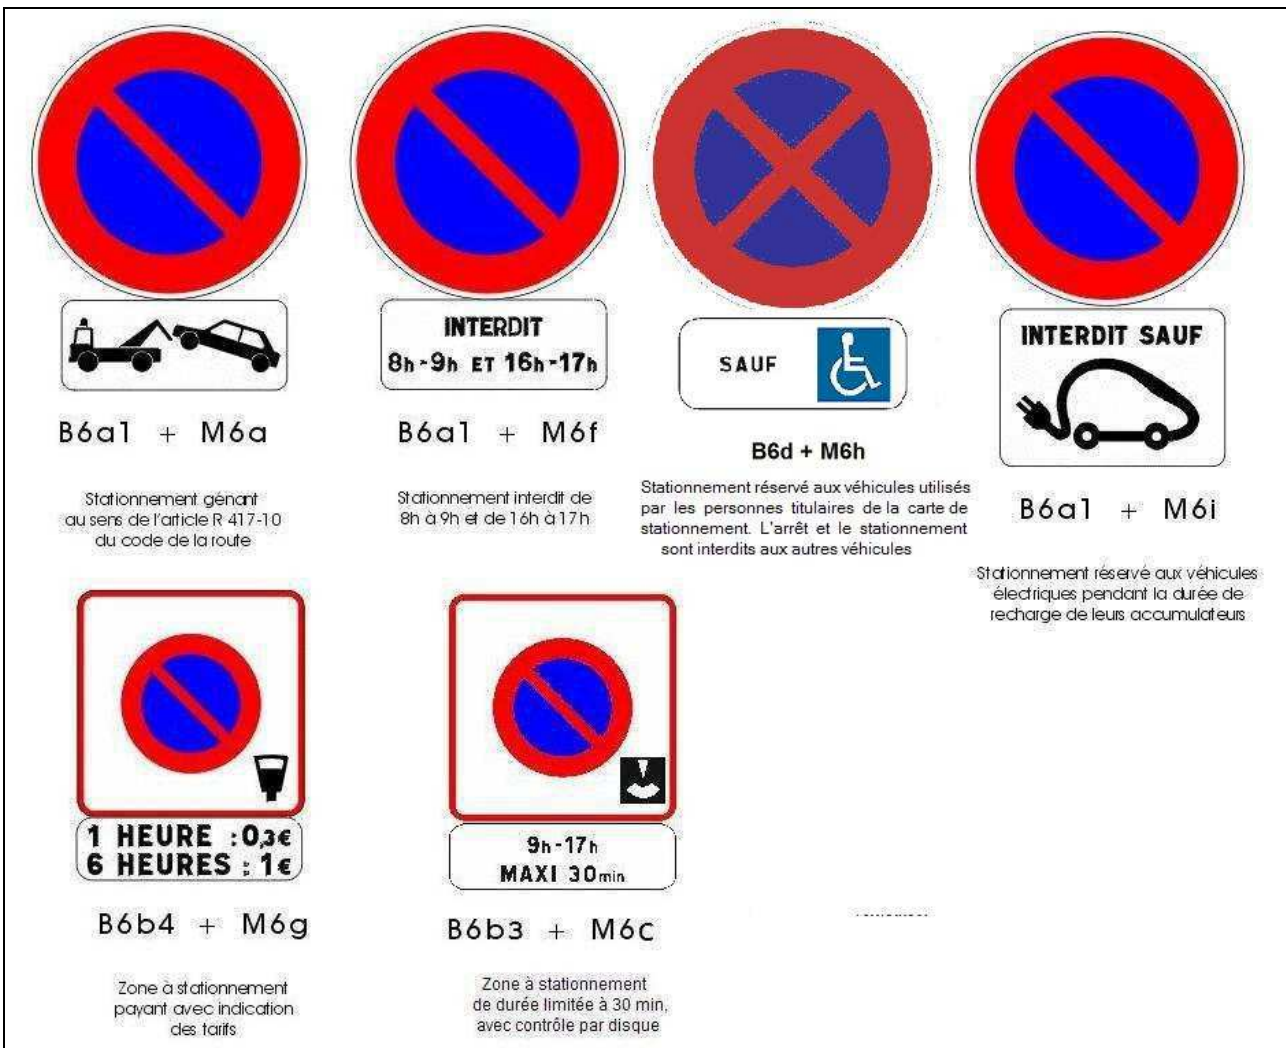 INTERDIT
8h-9h ET 16h-17h
SAUF
INTERDIT SAUF
B6a1 + M6a
B6a1 + M6f
B6d + M6h
B6a1 + M6i
Stationnement génant
au sens de l'article R 417-10
du code de la route
Stationnement interdit de
8h à 9h et de 16h à 17h
Stationnement réservé aux véhicules utilisés
par les personnes titulaires de la carte de
stationnement. L'arrêt et le stationnement
sont interdits aux autres véhicules
Stationnement réservé aux véhicules
électriques pendant la durée de
recharge de leurs accumulateurs
1 HEURE : 0,3€
6 HEURES : 1€
9h-17h
MAXI 30min
B6b4 + M6g
B6b3 + M6c
Zone à stationnement
payant avec indication
des tarifs
Zone à stationnement
de durée limitée à 30 min,
avec contrôle par disque